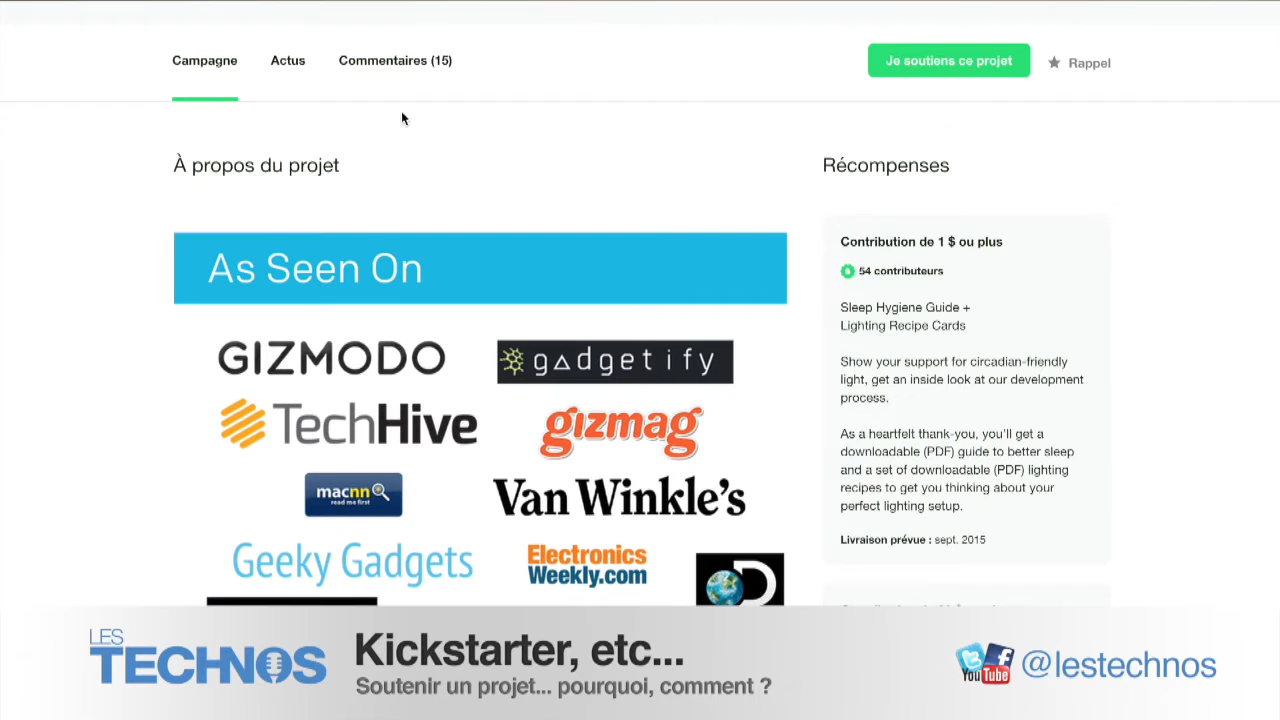 Campagne
Actus
Commentaires (15)
Je soutiens ce projet
Rappel
À propos du projet
As Seen On
GIZMODO
gadgetify
TechHive
gizmag
macnn
read me first
Van Winkle's
Geeky Gadgets
Electronics
Weekly.com
D
Récompenses
Contribution de 1 $ ou plus
54 contributeurs
Sleep Hygiene Guide +
Lighting Recipe Cards
Show your support for circadian-friendly
light, get an inside look at our development
process.
As a heartfelt thank-you, you'll get a
downloadable (PDF) guide to better sleep
and a set of downloadable (PDF) lighting
recipes to get you thinking about your
perfect lighting setup.
Livraison prévue : sept. 2015
LES
TECHNOS
Kickstarter, etc...
Soutenir un projet... pourquoi, comment ?
You Tube
@lestechnos